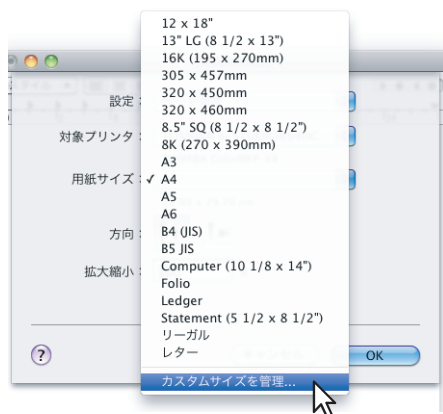 12 x 18"
13" LG (8 1/2 x 13")
16K (195 x 270mm)
305 x 457mm
320 x 450mm
設定：
320 x 460mm
8.5" SQ (8 1/2 x 8 1/2")
対象プリンタ：
8K (270 x 390mm)
A3
用紙サイズ：
✓ A4
A5
A6
方向：
B4 (JIS)
B5 JIS
拡大縮小：
Computer (10 1/8 x 14")
Folio
Ledger
Statement (5 1/2 x 8 1/2")
リーガル
レター
?
OK
カスタムサイズを管理...